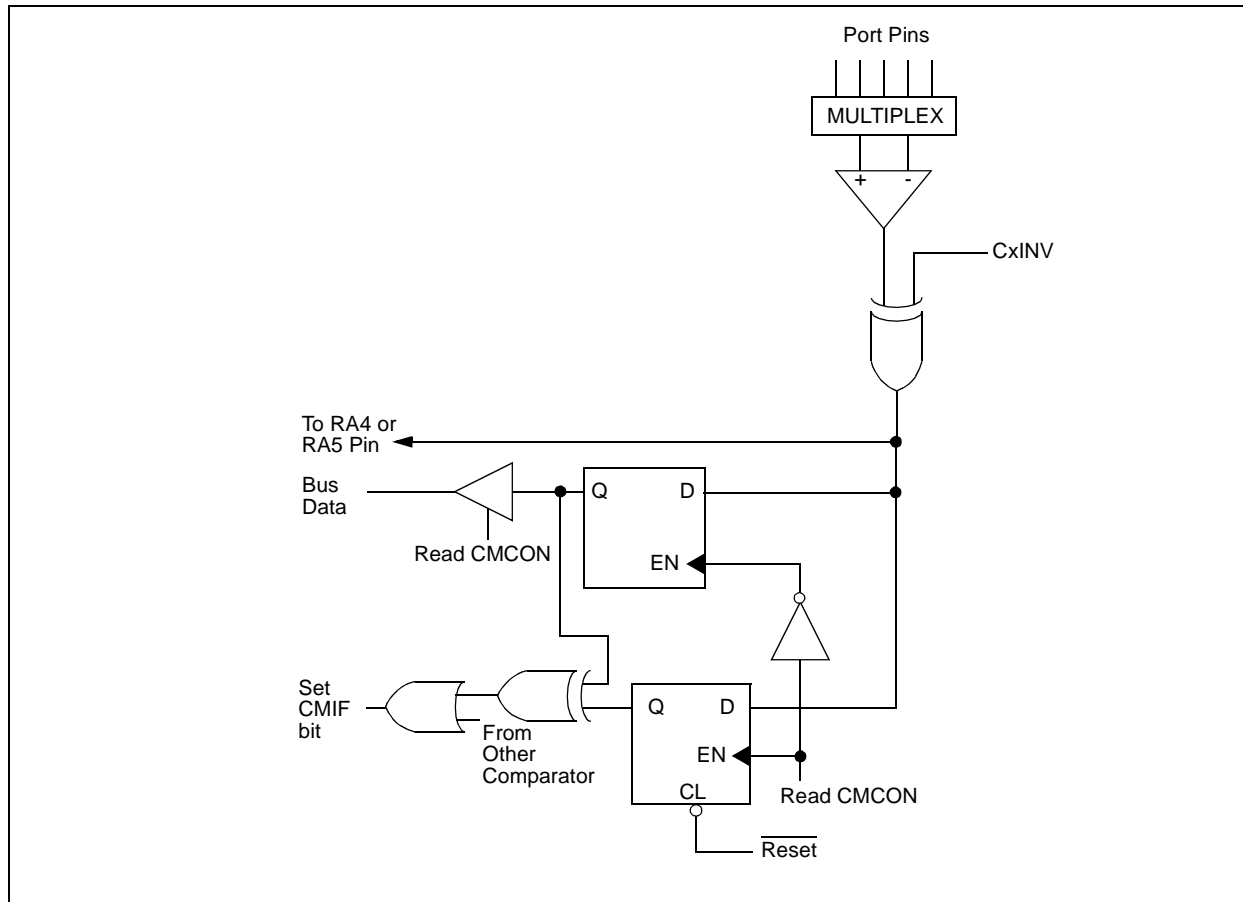 Port Pins
MULTIPLEX
+ -
CxINV
To RA4 or
RA5 Pin
Bus
Data
Q D
Read CMCON
EN
Set
CMIF
bit
Q D
From
Other
Comparator
EN
CL
Read CMCON
Reset